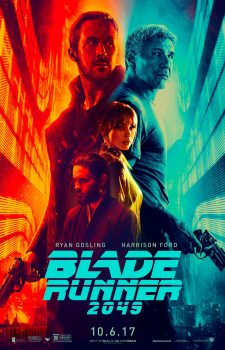 RYAN GOSLING HARRISON FORD
BLADE
RUNNER
2049
10.6.17